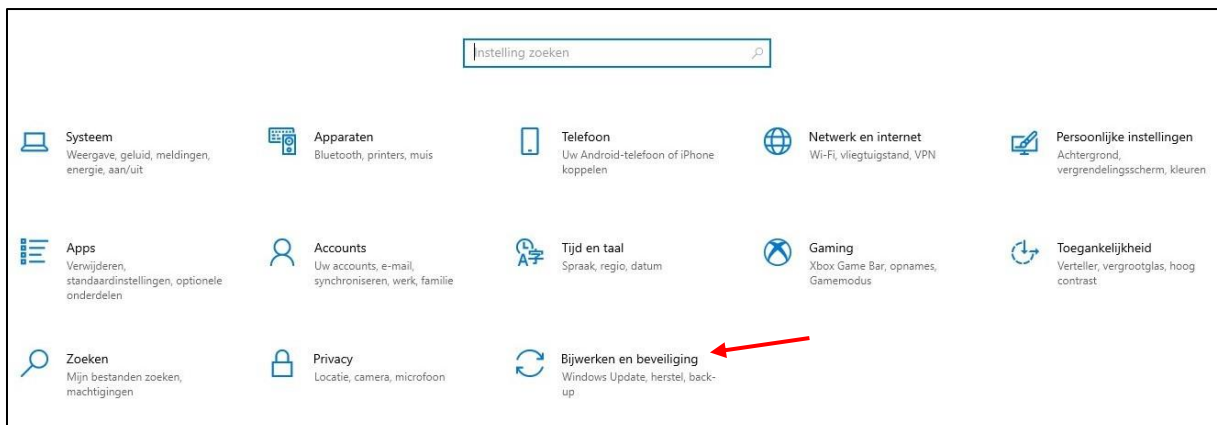 Instelling zoeken
Systeem
Weergave, geluid, meldingen,
energie, aan/uit
Apparaten
Bluetooth, printers, muis
Telefoon
Uw Android-telefoon of iPhone
koppelen
Netwerk en internet
Wi-Fi, vliegtuigstand, VPN
Persoonlijke instellingen
Achtergrond,
vergrendelingsscherm, kleuren
Apps
Verwijderen,
standaardinstellingen, optionele
onderdelen
Accounts
Uw accounts, e-mail,
synchroniseren, werk, familie
Tijd en taal
Spraak, regio, datum
Gaming
Xbox Game Bar, opnames,
Gamemodus
Toegankelijkheid
Verteller, vergrootglas, hoog
contrast
Zoeken
Mijn bestanden zoeken,
machtigingen
Privacy
Locatie, camera, microfoon
Bijwerken en beveiliging
Windows Update, herstel, back-
up